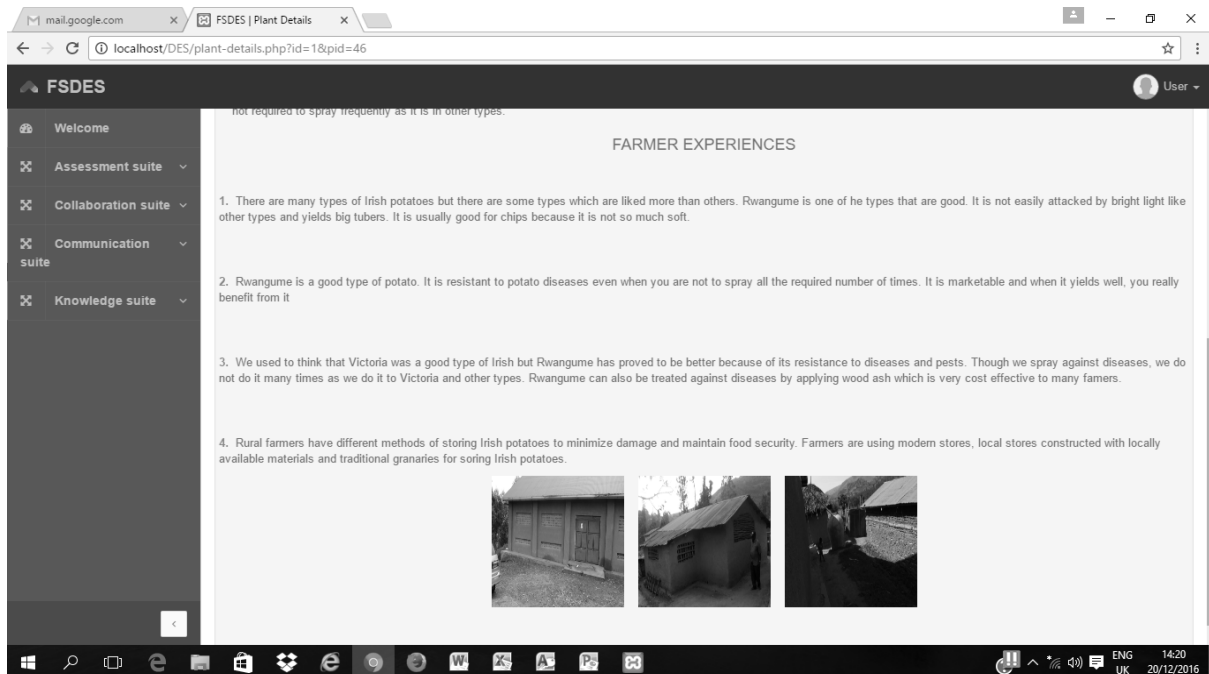 mail.google.com
FSDES | Plant Details
localhost/DES/plant-details.php?id=1&pid=46
FSDES
User
Welcome
Assessment suite
Collaboration suite
Communication
suite
Knowledge suite
not required to spray frequently as it is in other types.
FARMER EXPERIENCES
1. There are many types of Irish potatoes but there are some types which are liked more than others. Rwangume is one of he types that are good. It is not easily attacked by bright light like
other types and yields big tubers. It is usually good for chips because it is not so much soft.
2. Rwangume is a good type of potato. It is resistant to potato diseases even when you are not to spray all the required number of times. It is marketable and when it yields well, you really
benefit from it
3. We used to think that Victoria was a good type of Irish but Rwangume has proved to be better because of its resistance to diseases and pests. Though we spray against diseases, we do
not do it many times as we do it to Victoria and other types. Rwangume can also be treated against diseases by applying wood ash which is very cost effective to many famers.
4. Rural farmers have different methods of storing Irish potatoes to minimize damage and maintain food security. Farmers are using modern stores, local stores constructed with locally
available materials and traditional granaries for soring Irish potatoes.
ENG
UK
14:20
20/12/2016